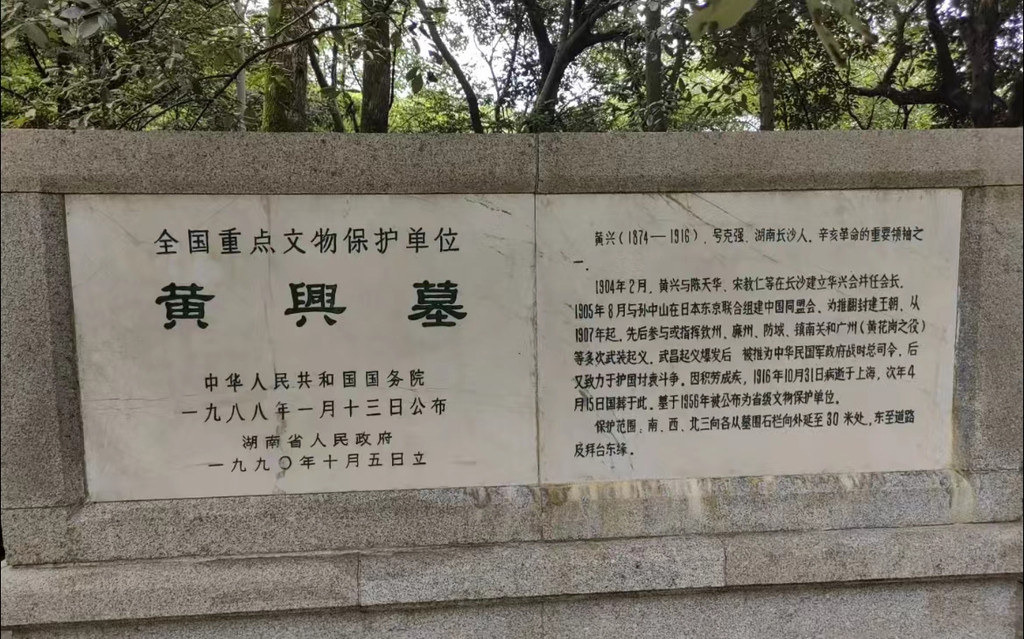 全国重点文物保护单位
黄興墓
中华人民共和国国务院
一九八八年一月十三日公布
湖南省人民政府
一九九〇年十月五日立
黄兴(1874—1916)、号克强、湖南长沙人。辛亥革命的重要领袖之
一。
1904年2月，黄兴与陈天华、宋教仁等在长沙建立华兴会并任会长。
1905年8月与孙中山在日本东京联合组建中国同盟会。为推翻封建王朝，从
1907年起，先后参与或指挥钦州、廉州、防城、镇南关和广州(黄花岗之役)
等多次武装起义。武昌起义爆发后 被推为中华民国军政府战时总司令，后
又致力于护国讨袁斗争。因积劳成疾，1916年10月31日病逝于上海，次年4
月15日国葬于此。墓于1956年被公布为省级文物保护单位。
保护范围：南、西、北三向各从墓围石栏向外延至30米处。东至道路
及拜台东缘。